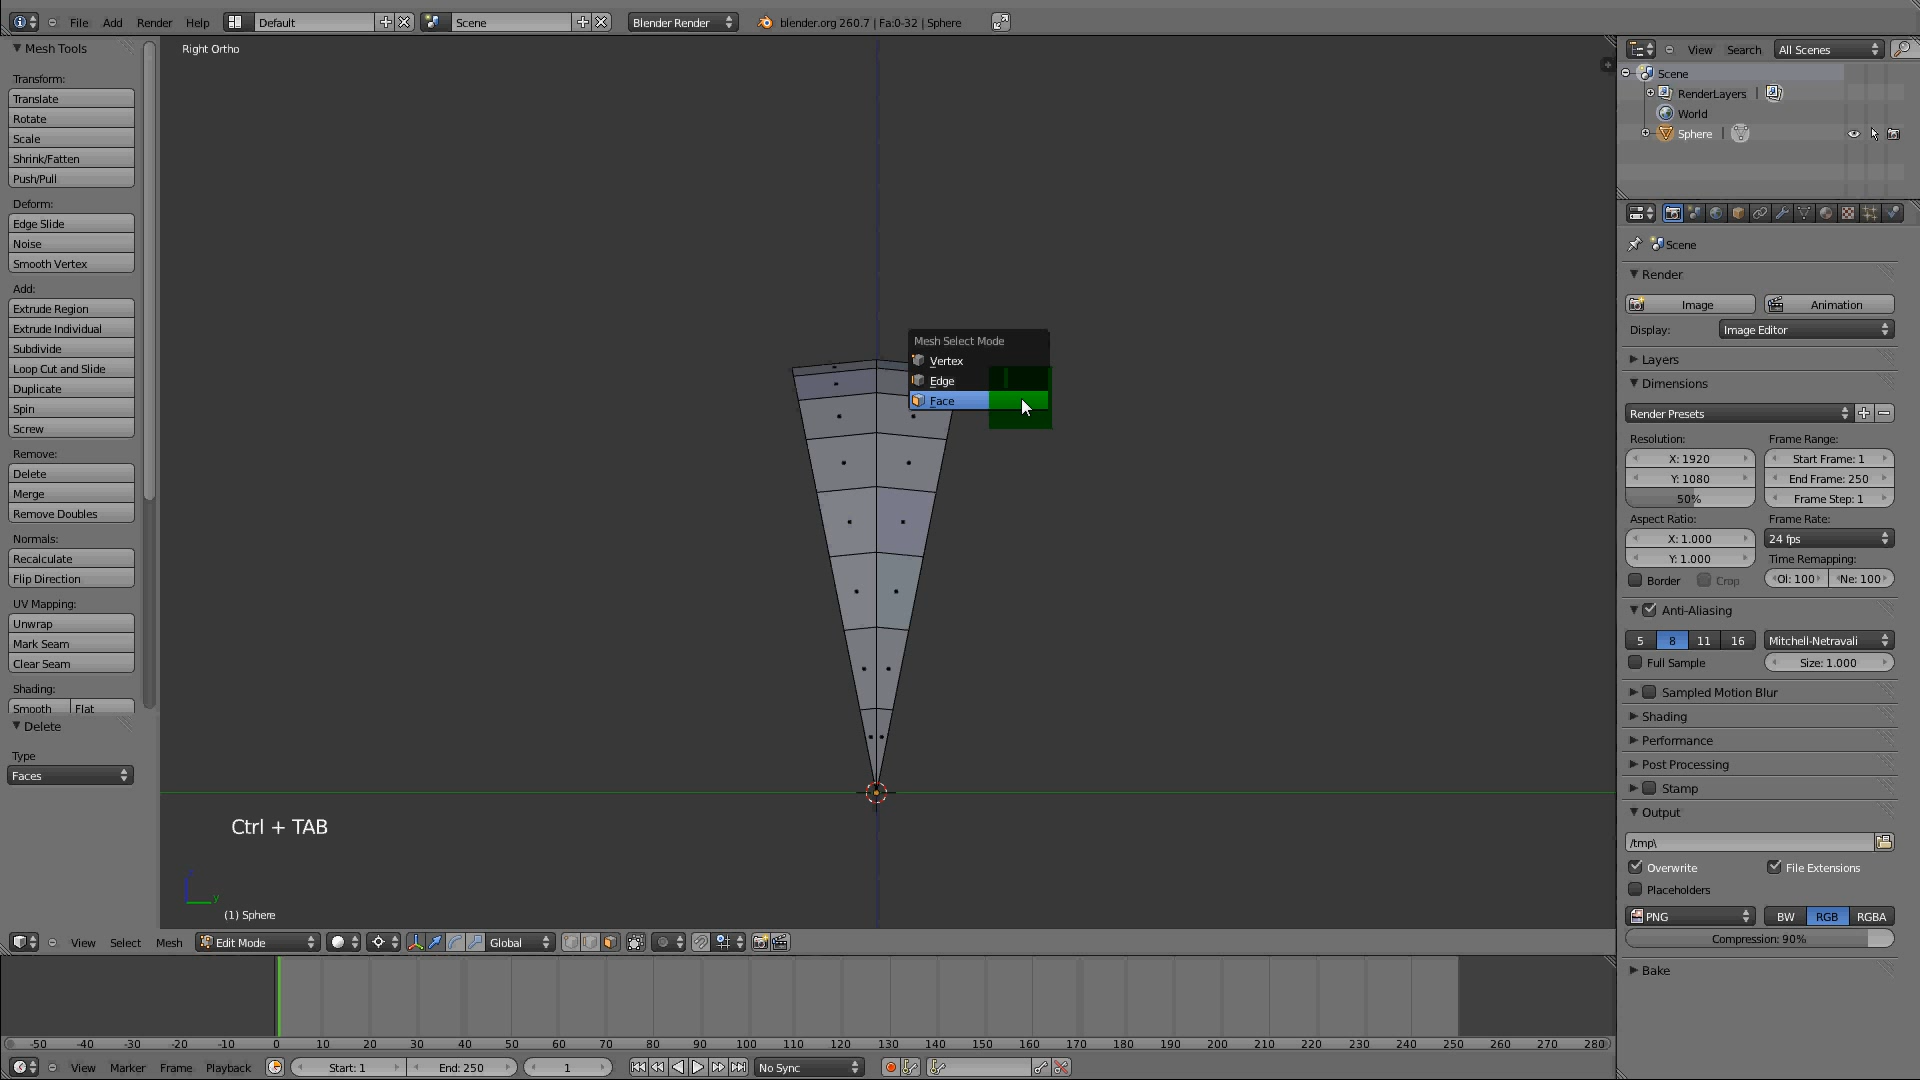 File Add Render Help Default Scene Blender Render blender.org 260.7 | Fa:0-32 | Sphere
Mesh Tools
Transform:
Translate
Rotate
Scale
Shrink/Fatten
Push/Pull
Deform:
Edge Slide
Noise
Smooth Vertex
Add:
Extrude Region
Extrude Individual
Subdivide
Loop Cut and Slide
Duplicate
Spin
Screw
Remove:
Delete
Merge
Remove Doubles
Normals:
Recalculate
Flip Direction
UV Mapping:
Unwrap
Mark Seam
Clear Seam
Shading:
Smooth Flat
Delete
Type
Faces
Right Ortho
Mesh Select Mode
Vertex
Edge
Face
Ctrl + TAB
y
(1) Sphere
View Select Mesh Edit Mode Global
-50 -40 -30 -20 -10 0 10 20 30 40 50 60 70 80 90 100 110 120 130 140 150 160 170 180 190 200 210 220 230 240 250 260 270 280
View Marker Frame Playback Start: 1 End: 250 1 No Sync
View Search All Scenes
Scene
RenderLayers |
World
Sphere |
Scene
Render
Image Animation
Display: Image Editor
Layers
Dimensions
Render Presets
Resolution: Frame Range:
X: 1920 Start Frame: 1
Y: 1080 End Frame: 250
50% Frame Step: 1
Aspect Ratio: Frame Rate:
X: 1.000 24 fps
Y: 1.000 Time Remapping:
Border Crop Ol: 100 Ne: 100
Anti-Aliasing
5 8 11 16 Mitchell-Netravali
Full Sample Size: 1.000
Sampled Motion Blur
Shading
Performance
Post Processing
Stamp
Output
/tmp\
Overwrite File Extensions
Placeholders
PNG BW RGB RGBA
Compression: 90%
Bake